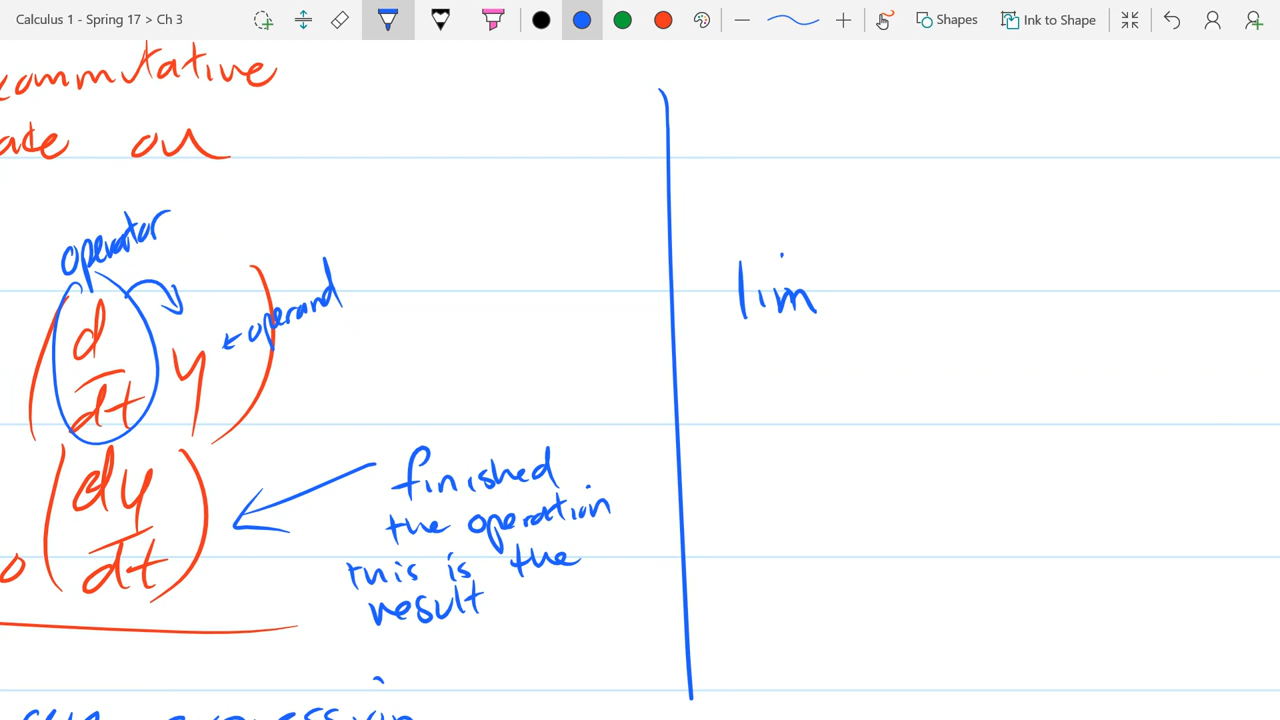 Calculus 1 - Spring 17 > Ch 3
Shapes
Ink to Shape
commutative
on
operator
( d/dt y )
operand
( dy/dt )
finished
the operation
this is the
result
expression
lim